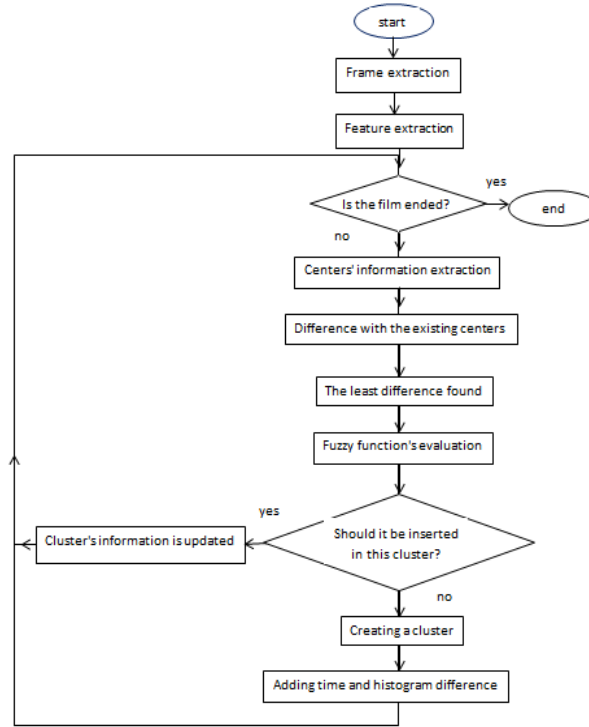 start
Frame extraction
Feature extraction
Is the film ended?
yes
end
no
Centers' information extraction
Difference with the existing centers
The least difference found
Fuzzy function's evaluation
yes
Should it be inserted
in this cluster?
Cluster's information is updated
no
Creating a cluster
Adding time and histogram difference